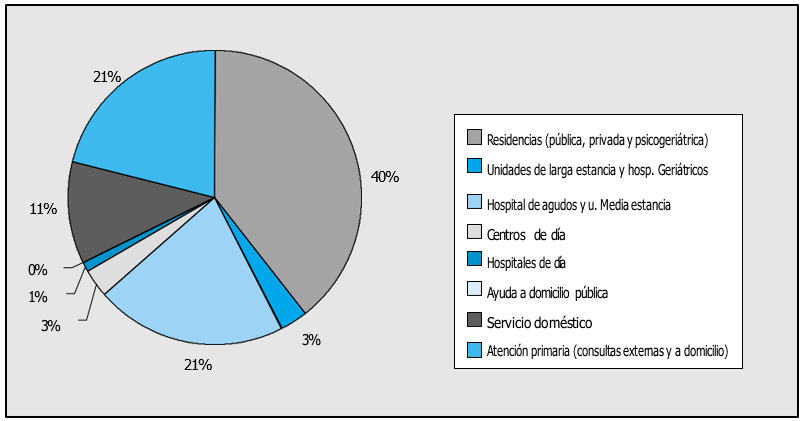 21%
40%
11%
0%
1%
3%
21%
3%
Residencias (pública, privada y psicogeriátrica)
Unidades de larga estancia y hosp. Geriátricos
Hospital de agudos y u. Media estancia
Centros de día
Hospitales de día
Ayuda a domicilio pública
Servicio doméstico
Atención primaria (consultas externas y a domicilio)